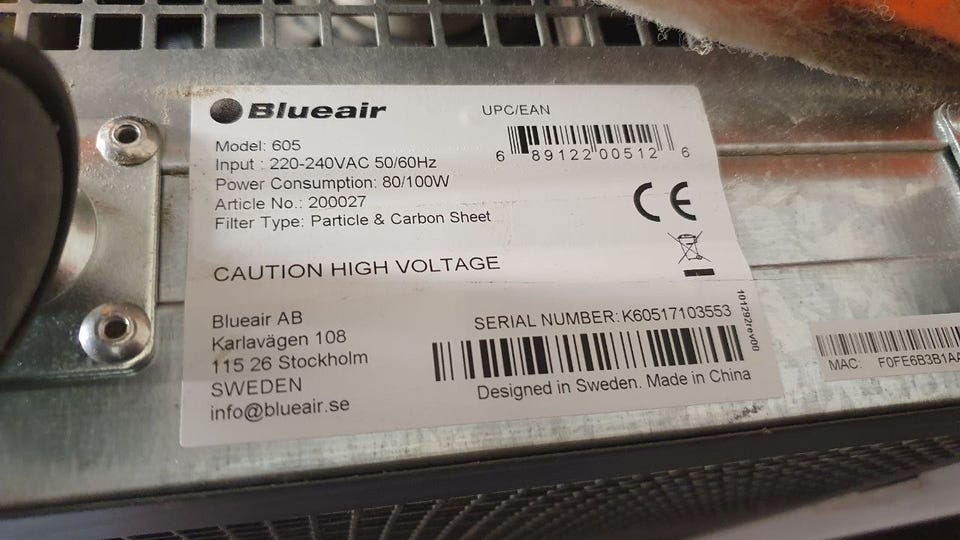 Blueair
UPC/EAN
Model: 605
Input : 220-240VAC 50/60Hz
Power Consumption: 80/100W
Article No.: 200027
Filter Type: Particle & Carbon Sheet
6 89122 00512 6
CE
CAUTION HIGH VOLTAGE
Blueair AB
Karlavägen 108
115 26 Stockholm
SWEDEN
info@blueair.se
SERIAL NUMBER: K60517103553
Designed in Sweden. Made in China
101292rev00
MAC: F0FE6B3B1AA